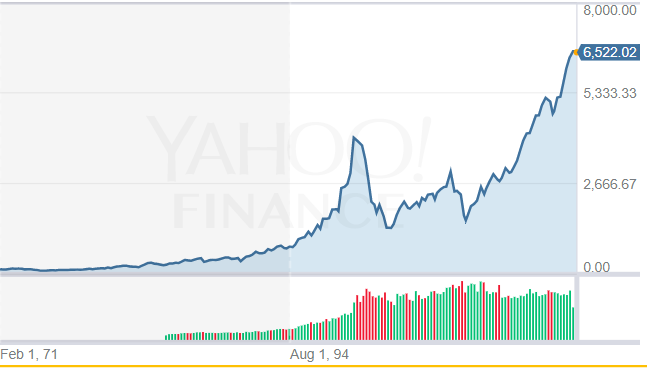 8,000.00
6,522.02
5,333.33
YAHOO!
FINANCE
2,666.67
0.00
Feb 1, 71
Aug 1, 94